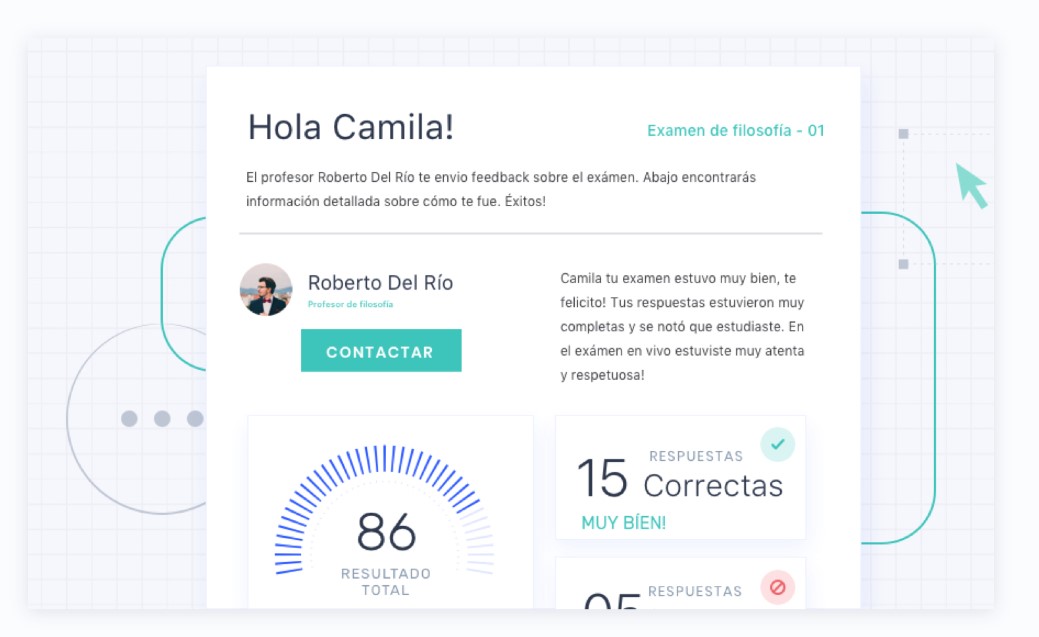 Hola Camila!
Examen de filosofía - 01
El profesor Roberto Del Río te envio feedback sobre el exámen. Abajo encontrarás
información detallada sobre cómo te fue. Éxitos!
Roberto Del Río
Profesor de filosofía
CONTACTAR
Camila tu examen estuvo muy bien, te
felicito! Tus respuestas estuvieron muy
completas y se notó que estudiaste. En
el exámen en vivo estuviste muy atenta
y respetuosa!
86
RESULTADO
TOTAL
RESPUESTAS
15 Correctas
MUY BÍEN!
RESPUESTAS
05